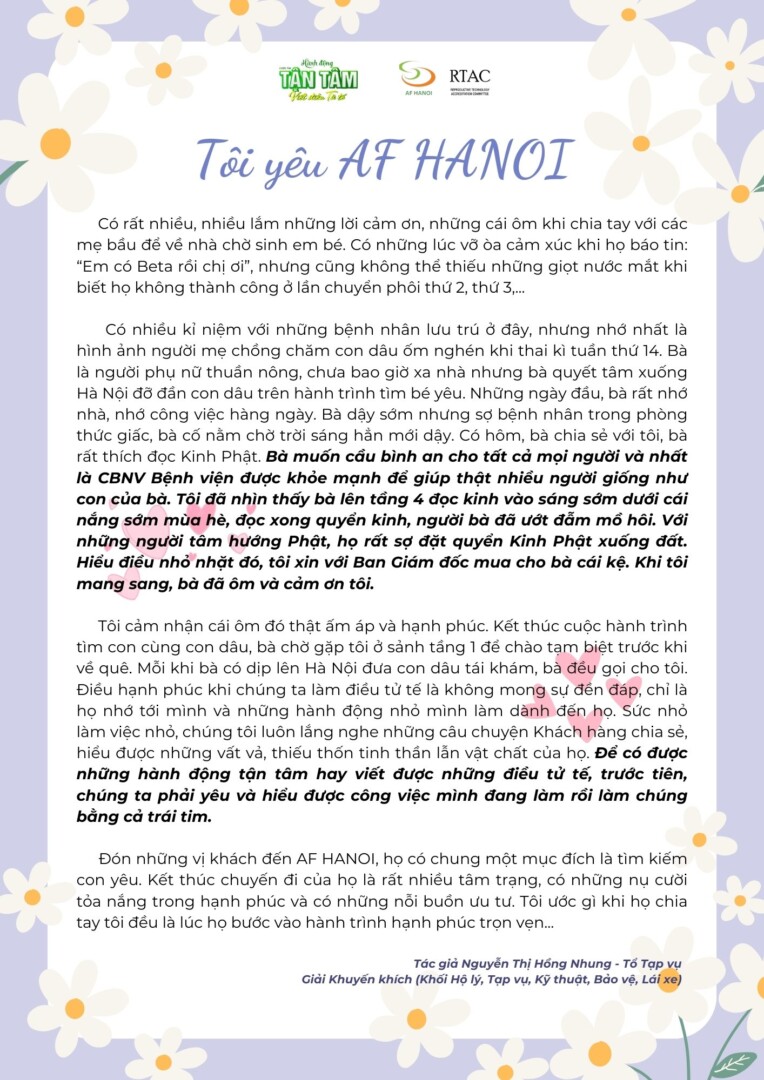 Hành động
TẬN TÂM
AF HANOI
RTAC
REPRODUCTIVE TECHNOLOGY
ACCREDITATION COMMITTEE
Tôi yêu AF HANOI
Có rất nhiều, nhiều lắm những lời cảm ơn, những cái ôm khi chia tay với các
mẹ bầu để về nhà chờ sinh em bé. Có những lúc vỡ òa cảm xúc khi họ báo tin:
“Em có Beta rồi chị ơi”, nhưng cũng không thể thiếu những giọt nước mắt khi
biết họ không thành công ở lần chuyển phôi thứ 2, thứ 3,...
Có nhiều kỉ niệm với những bệnh nhân lưu trú ở đây, nhưng nhớ nhất là
hình ảnh người mẹ chồng chăm con dâu ốm nghén khi thai kì tuần thứ 14. Bà
là người phụ nữ thuần nông, chưa bao giờ xa nhà nhưng bà quyết tâm xuống
Hà Nội đỡ đần con dâu trên hành trình tìm bé yêu. Những ngày đầu, bà rất nhớ
nhà, nhớ công việc hàng ngày. Bà dậy sớm nhưng sợ bệnh nhân trong phòng
thức giấc, bà cố nằm chờ trời sáng hẳn mới dậy. Có hôm, bà chia sẻ với tôi, bà
rất thích đọc Kinh Phật. Bà muốn cầu bình an cho tất cả mọi người và nhất
là CBNV Bệnh viện được khỏe mạnh để giúp thật nhiều người giống như
con của bà. Tôi đã nhìn thấy bà lên tầng 4 đọc kinh vào sáng sớm dưới cái
nắng sớm mùa hè, đọc xong quyển kinh, người bà đã ướt đẫm mồ hôi. Với
những người tâm hướng Phật, họ rất sợ đặt quyển Kinh Phật xuống đất.
Hiểu điều nhỏ nhặt đó, tôi xin với Ban Giám đốc mua cho bà cái kệ. Khi tôi
mang sang, bà đã ôm và cảm ơn tôi.
Tôi cảm nhận cái ôm đó thật ấm áp và hạnh phúc. Kết thúc cuộc hành trình
tìm con cùng con dâu, bà chờ gặp tôi ở sảnh tầng 1 để chào tạm biệt trước khi
về quê. Mỗi khi bà có dịp lên Hà Nội đưa con dâu tái khám, bà đều gọi cho tôi.
Điều hạnh phúc khi chúng ta làm điều tử tế là không mong sự đền đáp, chỉ là
họ nhớ tới mình và những hành động nhỏ mình làm dành đến họ. Sức nhỏ
làm việc nhỏ, chúng tôi luôn lắng nghe những câu chuyện Khách hàng chia sẻ,
hiểu được những vất vả, thiếu thốn tinh thần lẫn vật chất của họ. Để có được
những hành động tận tâm hay viết được những điều tử tế, trước tiên,
chúng ta phải yêu và hiểu được công việc mình đang làm rồi làm chúng
bằng cả trái tim.
Đón những vị khách đến AF HANOI, họ có chung một mục đích là tìm kiếm
con yêu. Kết thúc chuyến đi của họ là rất nhiều tâm trạng, có những nụ cười
tỏa nắng trong hạnh phúc và có những nỗi buồn ưu tư. Tôi ước gì khi họ chia
tay tôi đều là lúc họ bước vào hành trình hạnh phúc trọn vẹn...
Tác giả Nguyễn Thị Hồng Nhung - Tổ Tạp vụ
Giải Khuyến khích (Khối Hộ lý, Tạp vụ, Kỹ thuật, Bảo vệ, Lái xe)